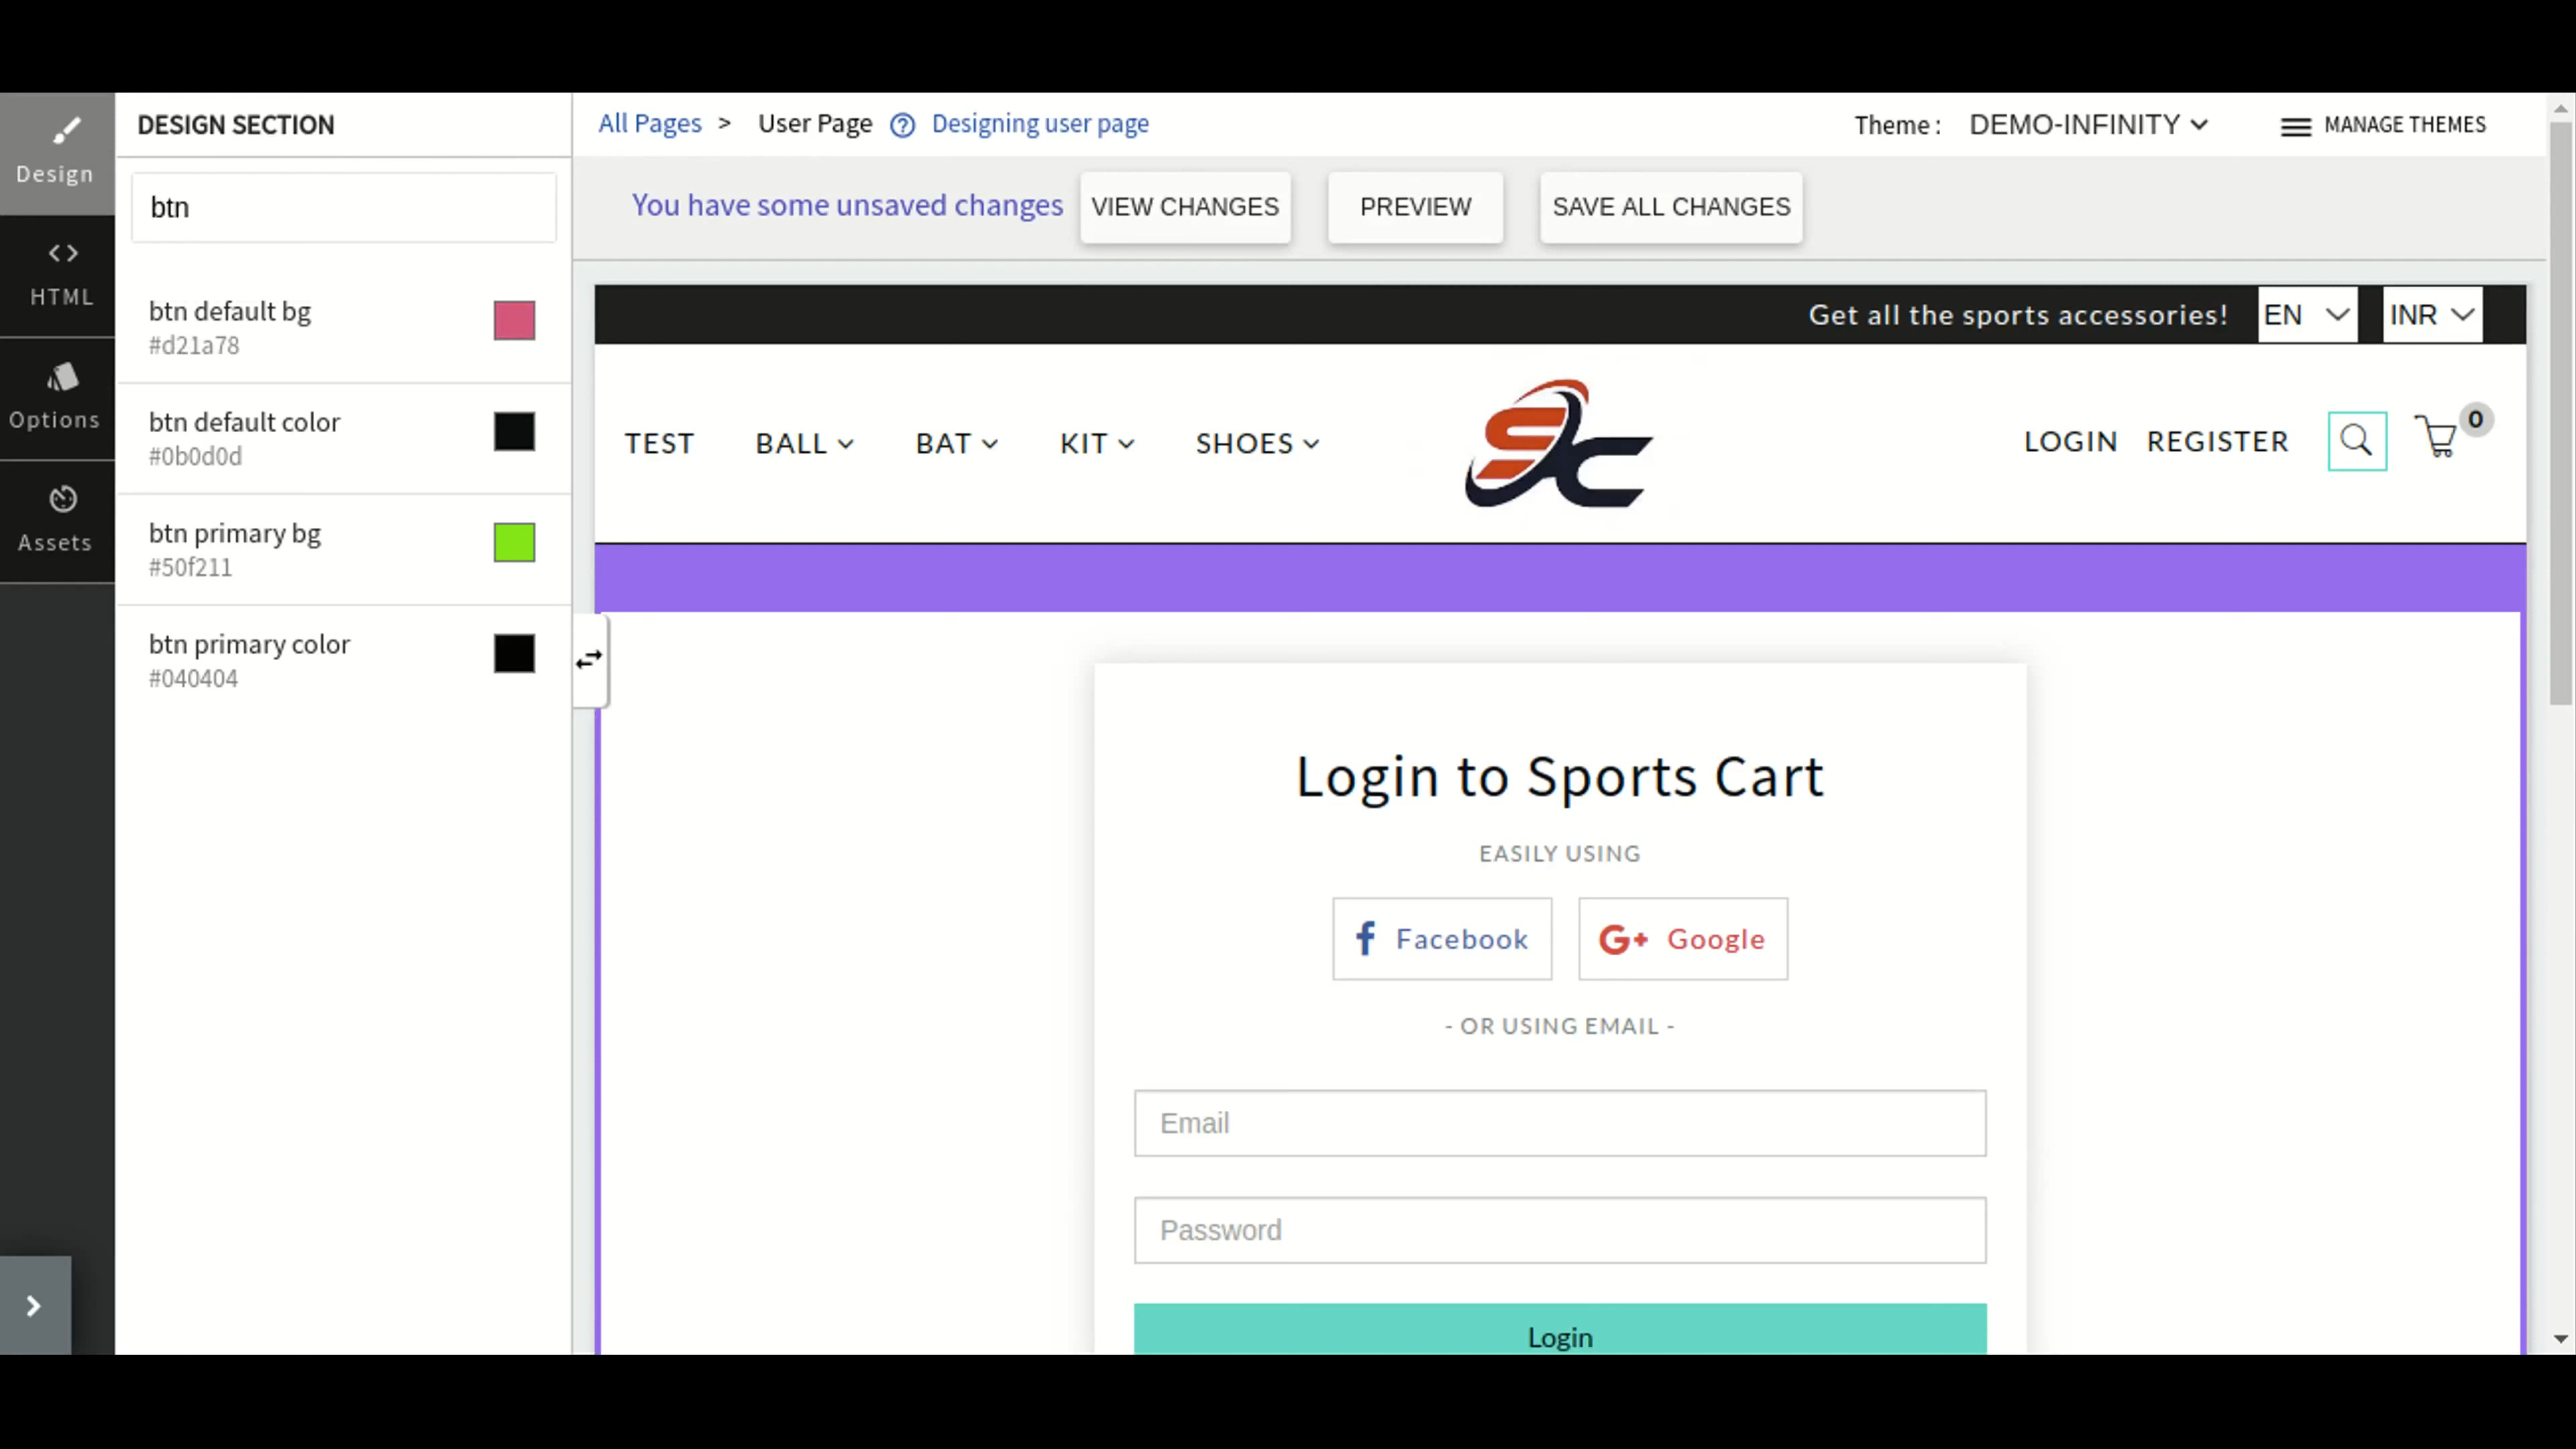 Design
HTML
Options
Assets
DESIGN SECTION
btn
btn default bg
#d21a78
btn default color
#0b0d0d
btn primary bg
#50f211
btn primary color
#040404
All Pages > User Page ? Designing user page
Theme : DEMO-INFINITY MANAGE THEMES
You have some unsaved changes VIEW CHANGES PREVIEW SAVE ALL CHANGES
Get all the sports accessories! EN INR
TEST BALL BAT KIT SHOES SC LOGIN REGISTER 0
Login to Sports Cart
EASILY USING
f Facebook G+ Google
- OR USING EMAIL -
Email
Password
Login